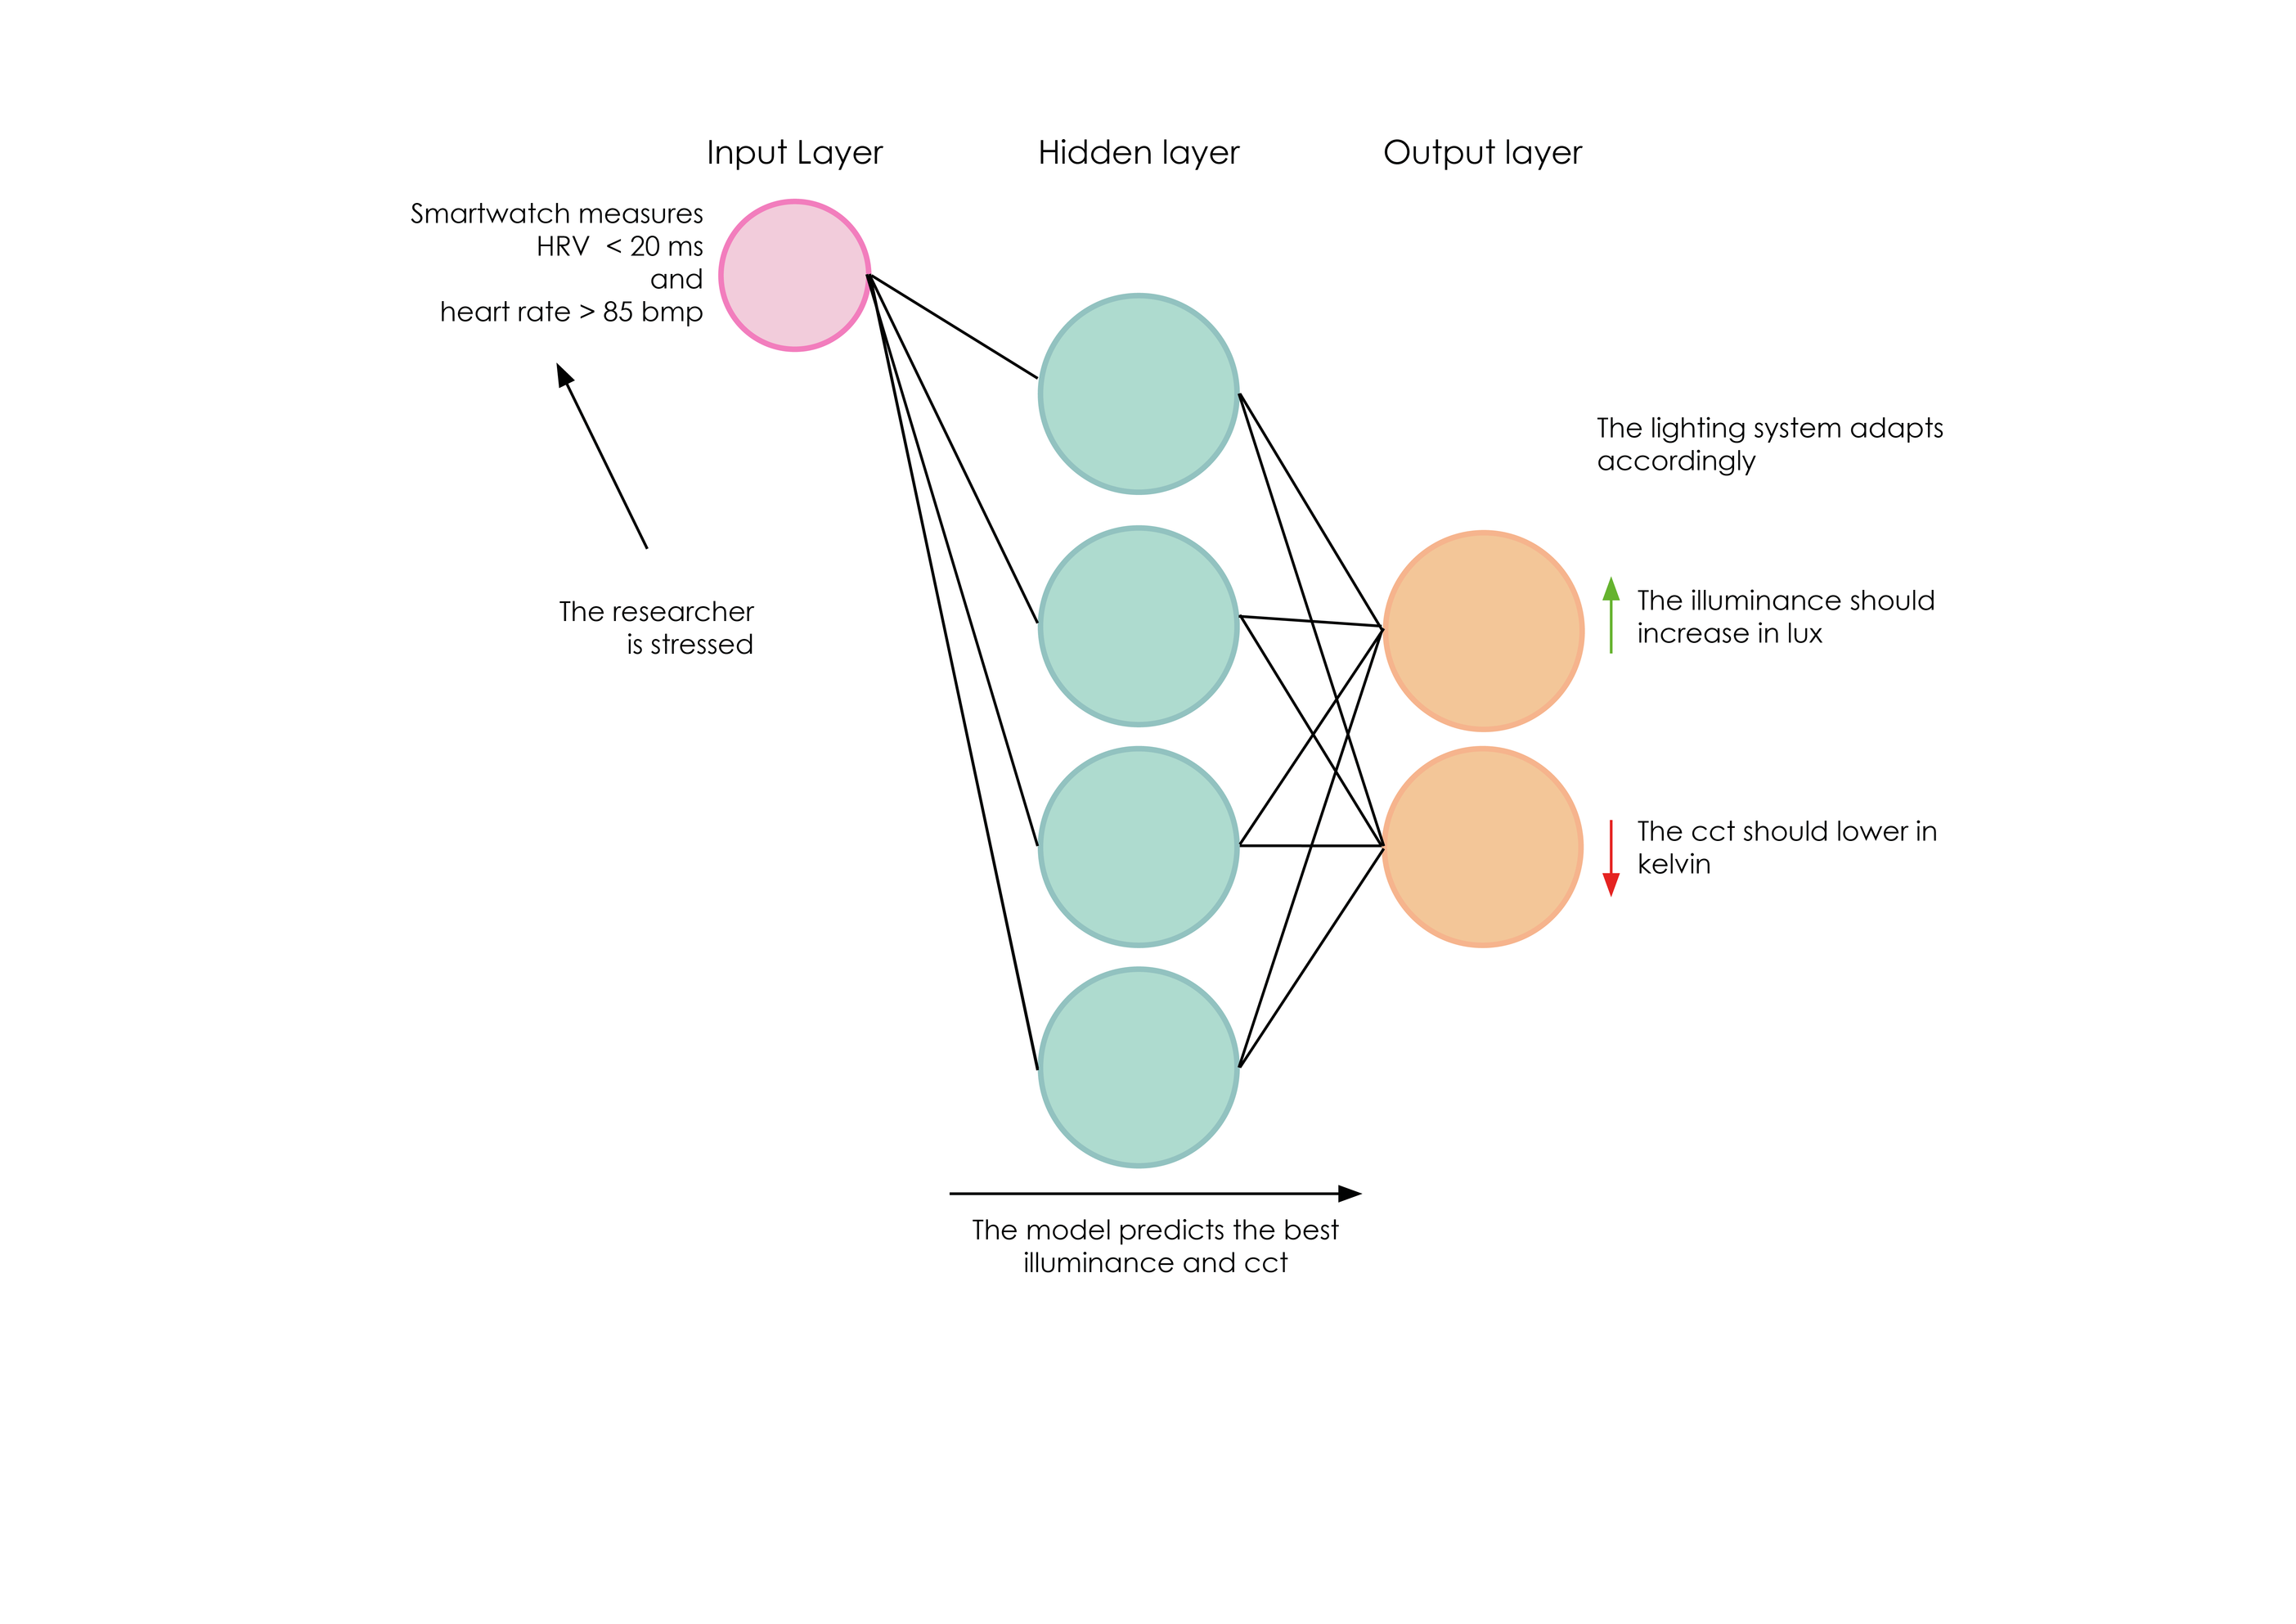 Input Layer
Hidden layer
Output layer
Smartwatch measures
HRV < 20 ms
and
heart rate > 85 bmp
The researcher
is stressed
The lighting system adapts
accordingly
The illuminance should
increase in lux
The cct should lower in
kelvin
The model predicts the best
illuminance and cct